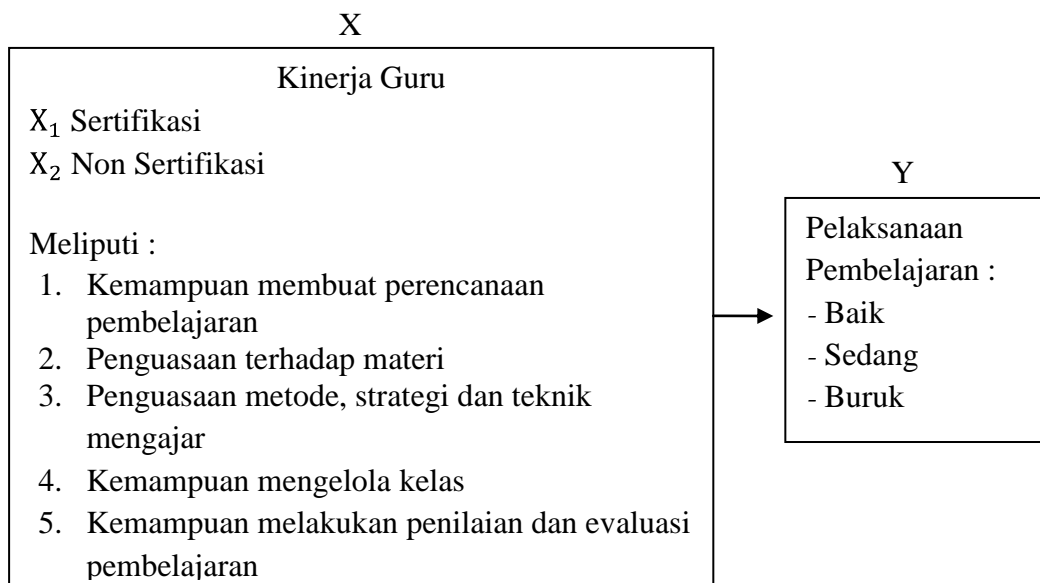 X
Kinerja Guru
X₁ Sertifikasi
X₂ Non Sertifikasi
Meliputi :
1. Kemampuan membuat perencanaan
pembelajaran
2. Penguasaan terhadap materi
3. Penguasaan metode, strategi dan teknik
mengajar
4. Kemampuan mengelola kelas
5. Kemampuan melakukan penilaian dan evaluasi
pembelajaran
Y
Pelaksanaan
Pembelajaran :
- Baik
- Sedang
- Buruk